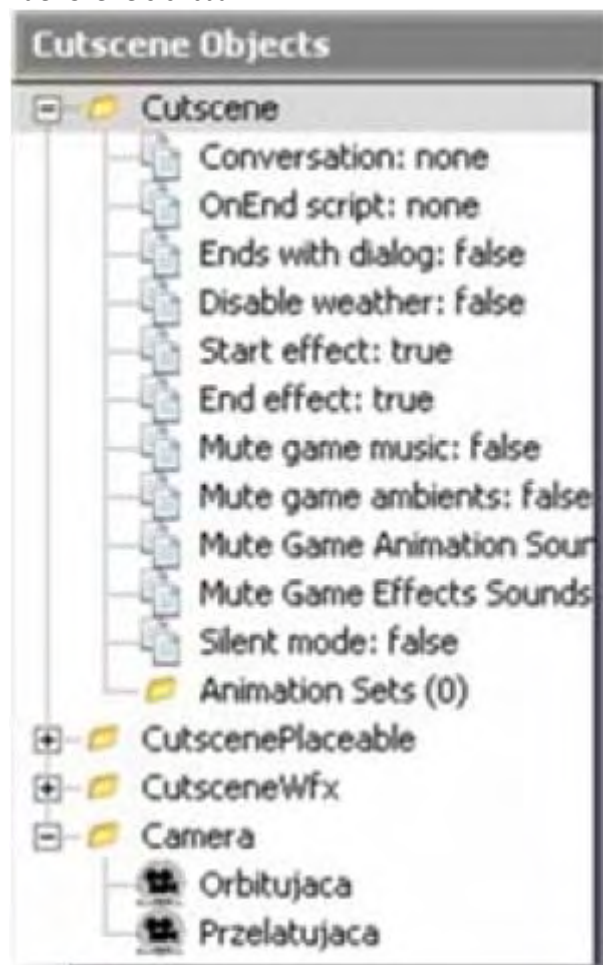 Cutscene Objects
Cutscene
Conversation: none
OnEnd script: none
Ends with dialog: false
Disable weather: false
Start effect: true
End effect: true
Mute game music: false
Mute game ambients: false
Mute Game Animation Sour
Mute Game Effects Sounds
Silent mode: false
Animation Sets (0)
CutscenePlaceable
CutsceneWfx
Camera
Orbitujaca
Przelatujaca